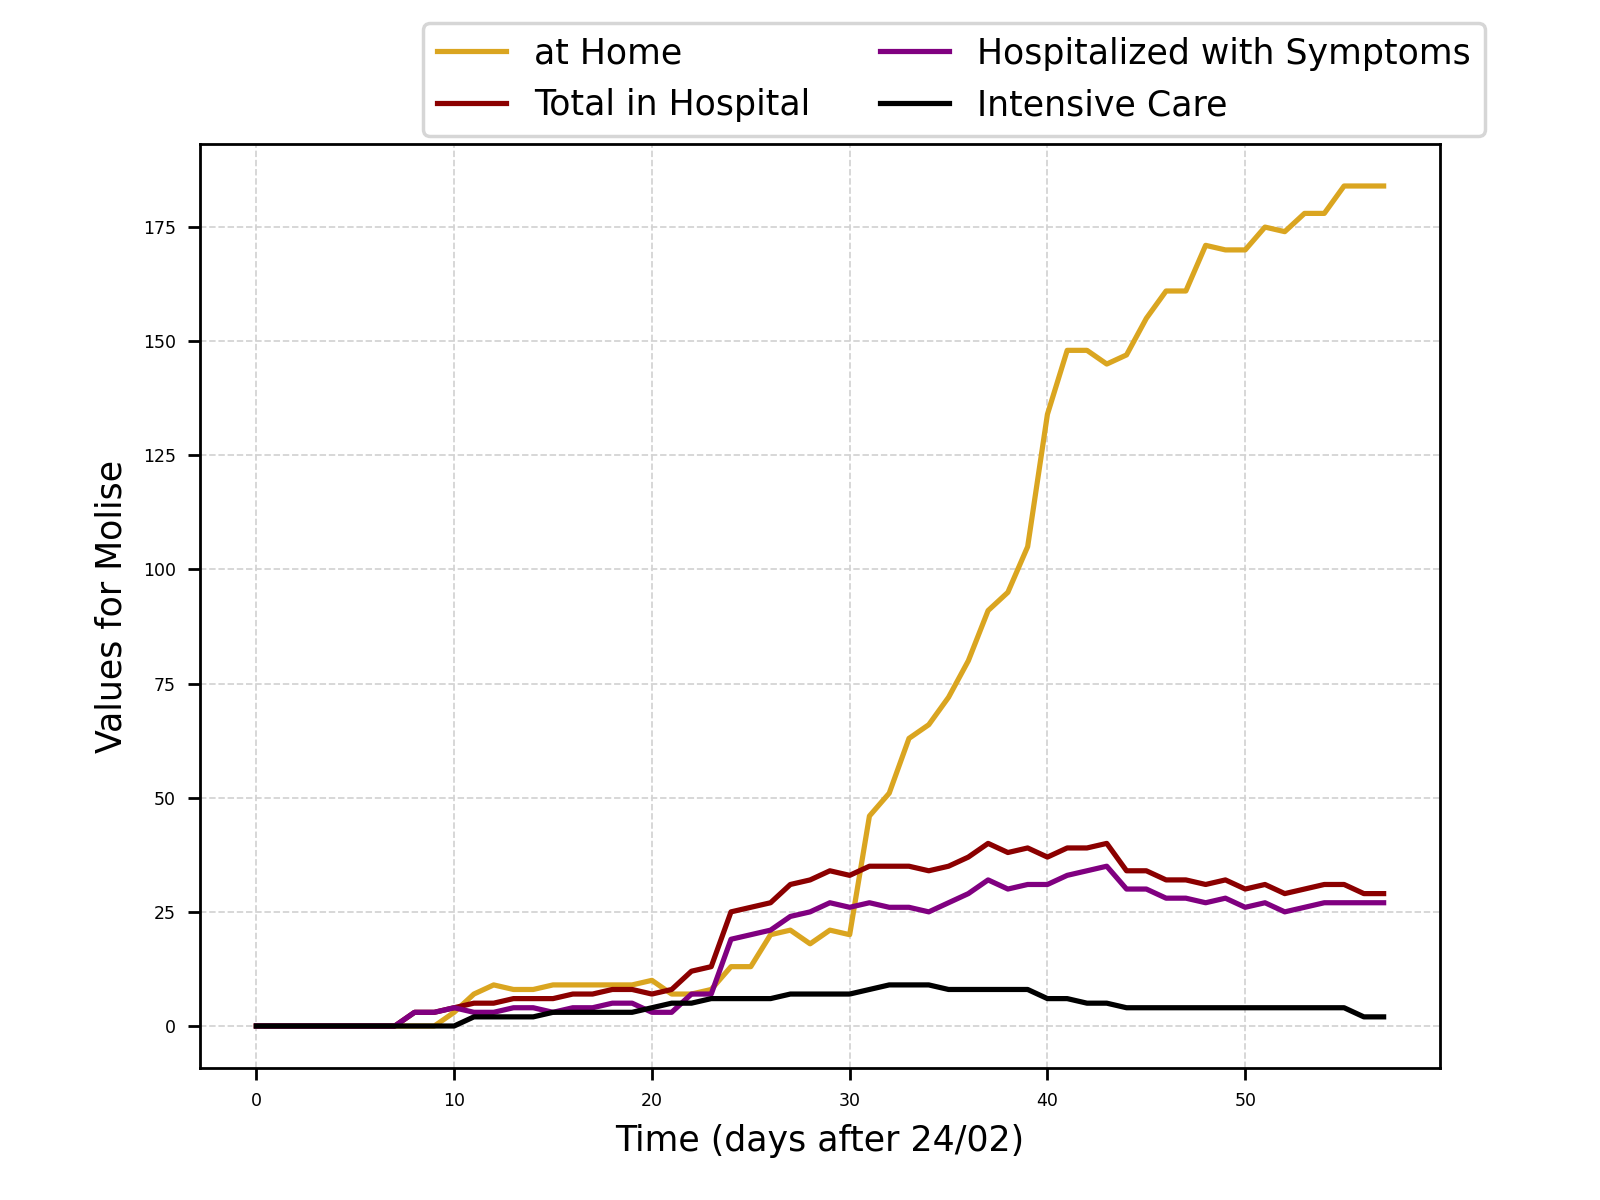 at Home
Total in Hospital
Hospitalized with Symptoms
Intensive Care
Values for Molise
175
150
125
100
75
50
25
0
0 10 20 30 40 50
Time (days after 24/02)